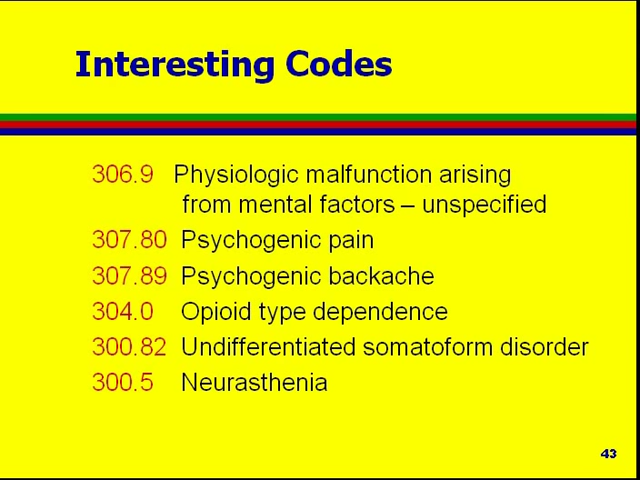 Interesting Codes
306.9 Physiologic malfunction arising
from mental factors – unspecified
307.80 Psychogenic pain
307.89 Psychogenic backache
304.0 Opioid type dependence
300.82 Undifferentiated somatoform disorder
300.5 Neurasthenia
43